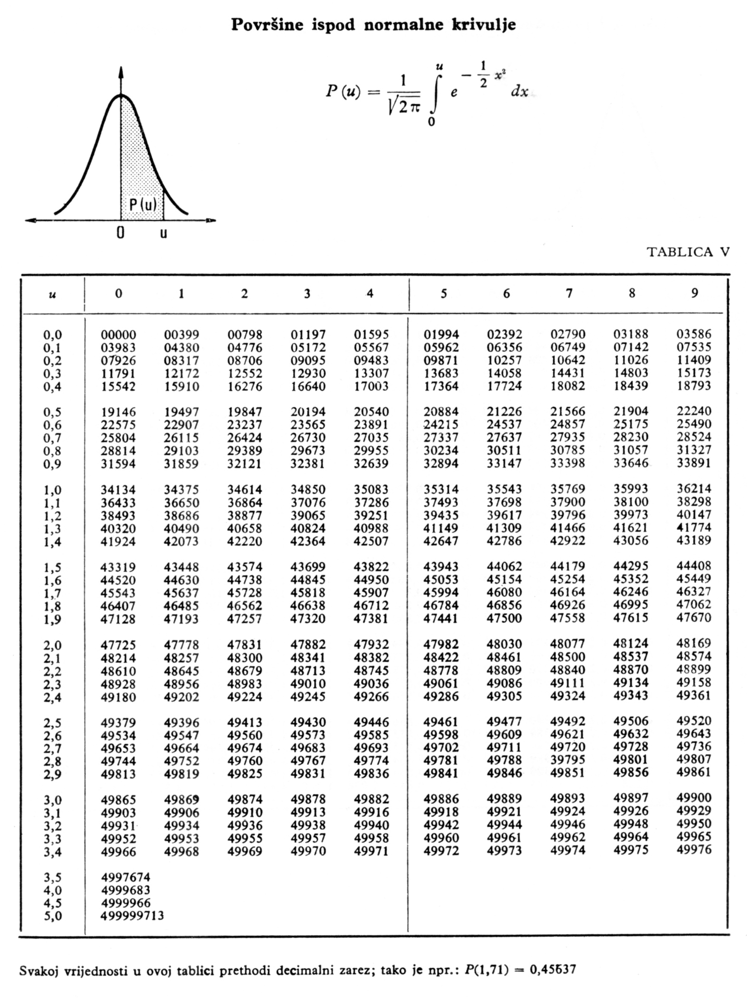 Površine ispod normalne krivulje
P (u) = 1/√2π ∫₀ᵘ e^(−1/2 x²) dx
P(u)
0 u
TABLICA V
u 0 1 2 3 4 5 6 7 8 9
0,0 00000 00399 00798 01197 01595 01994 02392 02790 03188 03586
0,1 03983 04380 04776 05172 05567 05962 06356 06749 07142 07535
0,2 07926 08317 08706 09095 09483 09871 10257 10642 11026 11409
0,3 11791 12172 12552 12930 13307 13683 14058 14431 14803 15173
0,4 15542 15910 16276 16640 17003 17364 17724 18082 18439 18793
0,5 19146 19497 19847 20194 20540 20884 21226 21566 21904 22240
0,6 22575 22907 23237 23565 23891 24215 24537 24857 25175 25490
0,7 25804 26115 26424 26730 27035 27337 27637 27935 28230 28524
0,8 28814 29103 29389 29673 29955 30234 30511 30785 31057 31327
0,9 31594 31859 32121 32381 32639 32894 33147 33398 33646 33891
1,0 34134 34375 34614 34850 35083 35314 35543 35769 35993 36214
1,1 36433 36650 36864 37076 37286 37493 37698 37900 38100 38298
1,2 38493 38686 38877 39065 39251 39435 39617 39796 39973 40147
1,3 40320 40490 40658 40824 40988 41149 41309 41466 41621 41774
1,4 41924 42073 42220 42364 42507 42647 42786 42922 43056 43189
1,5 43319 43448 43574 43699 43822 43943 44062 44179 44295 44408
1,6 44520 44630 44738 44845 44950 45053 45154 45254 45352 45449
1,7 45543 45637 45728 45818 45907 45994 46080 46164 46246 46327
1,8 46407 46485 46562 46638 46712 46784 46856 46926 46995 47062
1,9 47128 47193 47257 47320 47381 47441 47500 47558 47615 47670
2,0 47725 47778 47831 47882 47932 47982 48030 48077 48124 48169
2,1 48214 48257 48300 48341 48382 48422 48461 48500 48537 48574
2,2 48610 48645 48679 48713 48745 48778 48809 48840 48870 48899
2,3 48928 48956 48983 49010 49036 49061 49086 49111 49134 49158
2,4 49180 49202 49224 49245 49266 49286 49305 49324 49343 49361
2,5 49379 49396 49413 49430 49446 49461 49477 49492 49506 49520
2,6 49534 49547 49560 49573 49585 49598 49609 49621 49632 49643
2,7 49653 49664 49674 49683 49693 49702 49711 49720 49728 49736
2,8 49744 49752 49760 49767 49774 49781 49788 39795 49801 49807
2,9 49813 49819 49825 49831 49836 49841 49846 49851 49856 49861
3,0 49865 49869 49874 49878 49882 49886 49889 49893 49897 49900
3,1 49903 49906 49910 49913 49916 49918 49921 49924 49926 49929
3,2 49931 49934 49936 49938 49940 49942 49944 49946 49948 49950
3,3 49952 49953 49955 49957 49958 49960 49961 49962 49964 49965
3,4 49966 49968 49969 49970 49971 49972 49973 49974 49975 49976
3,5 4997674
4,0 4999683
4,5 4999966
5,0 499999713
Svakoj vrijednosti u ovoj tablici prethodi decimalni zarez; tako je npr.: P(1,71) = 0,45637